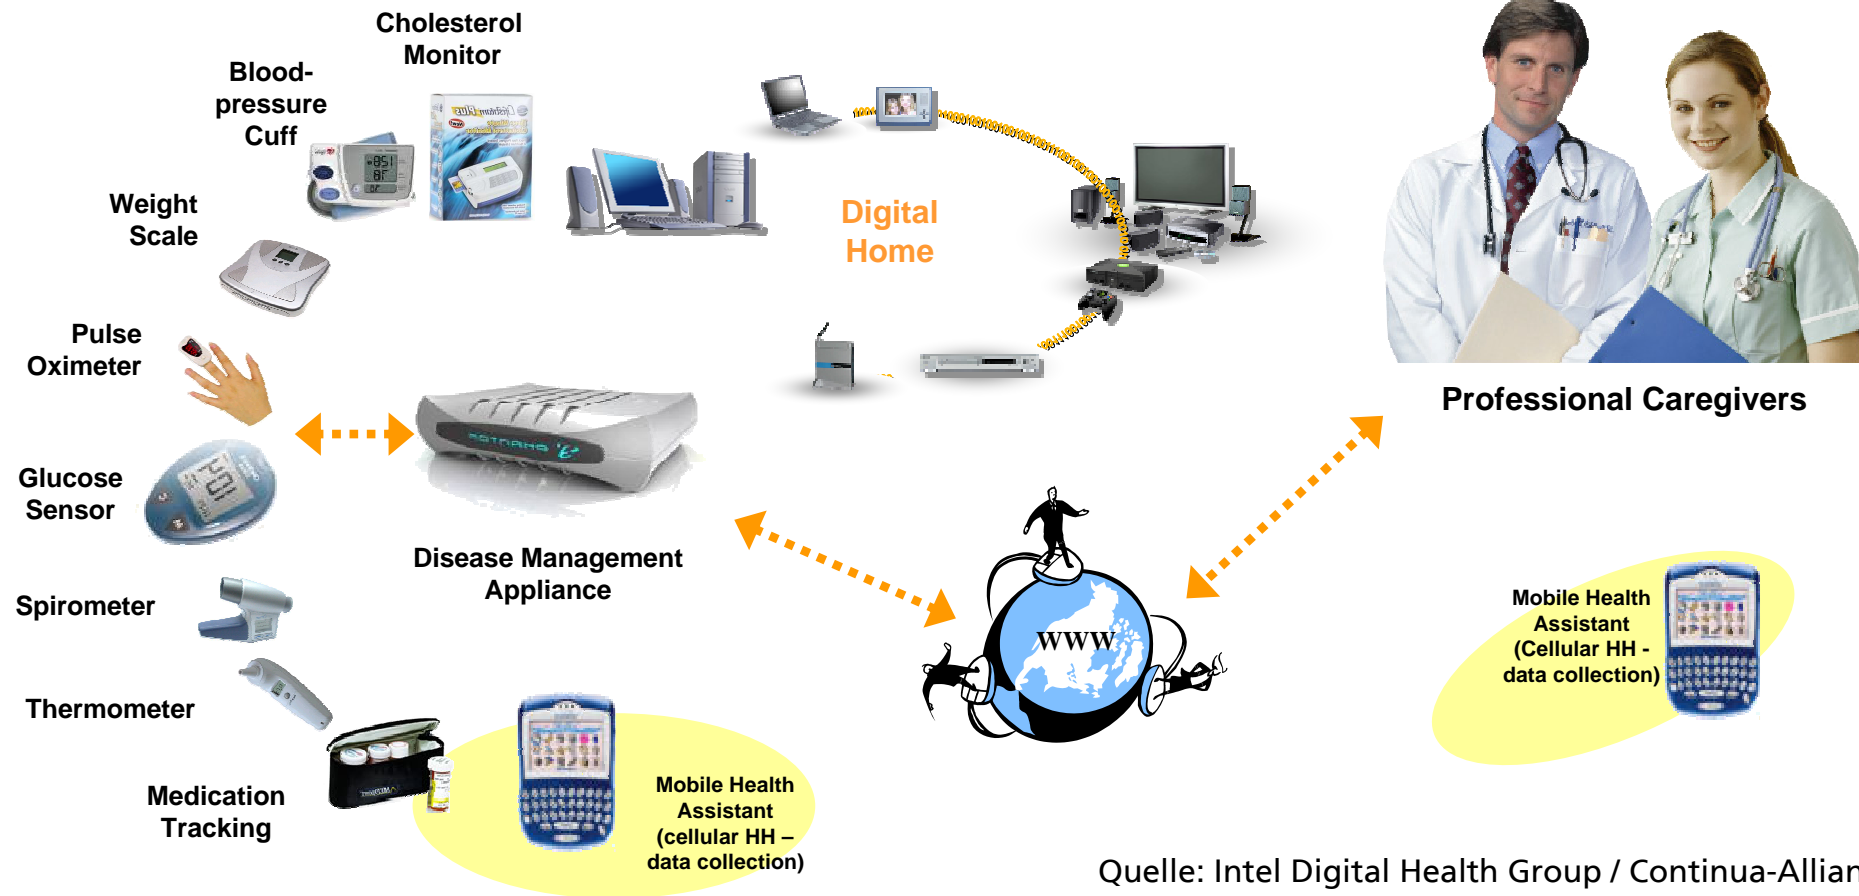 Cholesterol
Monitor
Blood-
pressure
Cuff
Weight
Scale
Digital
Home
Pulse
Oximeter
Professional Caregivers
Glucose
Sensor
Disease Management
Appliance
Spirometer
WWW
Mobile Health
Assistant
(Cellular HH -
data collection)
Thermometer
Medication
Tracking
Mobile Health
Assistant
(cellular HH –
data collection)
Quelle: Intel Digital Health Group / Continua-Allian